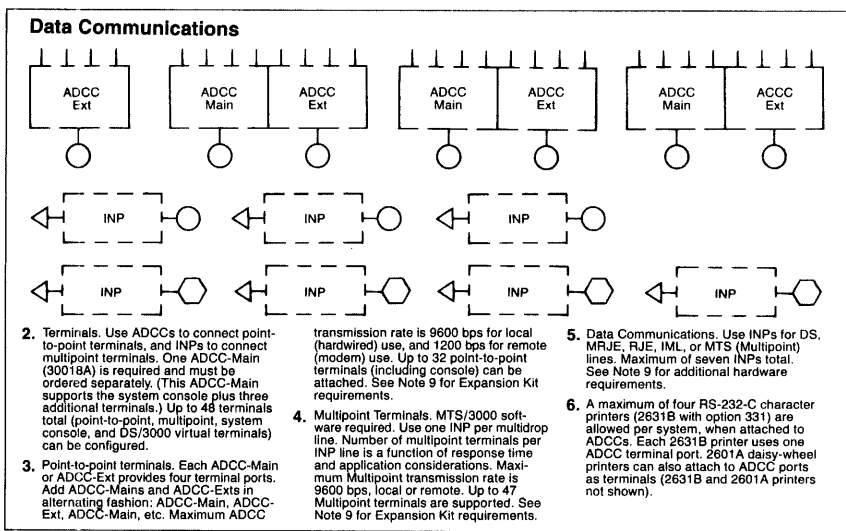 Data Communications
ADCC Ext
ADCC Main
ADCC Ext
ADCC Main
ADCC Ext
ADCC Main
ACCC Ext
INP
INP
INP
INP
INP
INP
INP
2. Terminals. Use ADCCs to connect point-
to-point terminals, and INPs to connect
multipoint terminals. One ADCC-Main
(30018A) is required and must be
ordered separately. (This ADCC-Main
supports the system console plus three
additional terminals.) Up to 48 terminals
total (point-to-point, multipoint, system
console, and DS/3000 virtual terminals)
can be configured.
3. Point-to-point terminals. Each ADCC-Main
or ADCC-Ext provides four terminal ports.
Add ADCC-Mains and ADCC-Exts in
alternating fashion: ADCC-Main, ADCC-
Ext, ADCC-Main, etc. Maximum ADCC
transmission rate is 9600 bps for local
(hardwired) use, and 1200 bps for remote
(modem) use. Up to 32 point-to-point
terminals (including console) can be
attached. See Note 9 for Expansion Kit
requirements.
4. Multipoint Terminals. MTS/3000 soft-
ware required. Use one INP per multidrop
line. Number of multipoint terminals per
INP line is a function of response time
and application considerations. Maxi-
mum Multipoint transmission rate is
9600 bps, local or remote. Up to 47
Multipoint terminals are supported. See
Note 9 for Expansion Kit requirements.
5. Data Communications. Use INPs for DS,
MRJE, RJE, IML, or MTS (Multipoint)
lines. Maximum of seven INPs total.
See Note 9 for additional hardware
requirements.
6. A maximum of four RS-232-C character
printers (2631B with option 331) are
allowed per system, when attached to
ADCCs. Each 2631B printer uses one
ADCC terminal port. 2601A daisy-wheel
printers can also attach to ADCC ports
as terminals (2631B and 2601A printers
not shown).